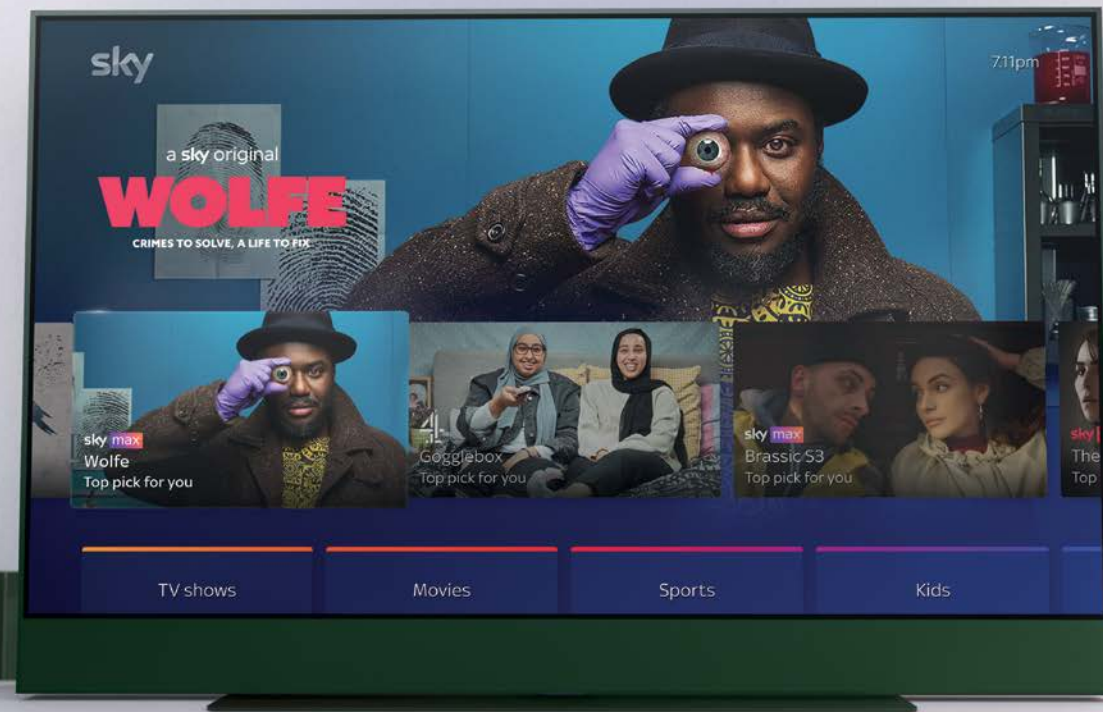 sky
7.11pm
a sky original
WOLFE
CRIMES TO SOLVE, A LIFE TO FIX
sky max
Wolfe
Top pick for you
4
Gogglebox
Top pick for you
sky max
Brassic S3
Top pick for you
sky
The
Top
TV shows
Movies
Sports
Kids